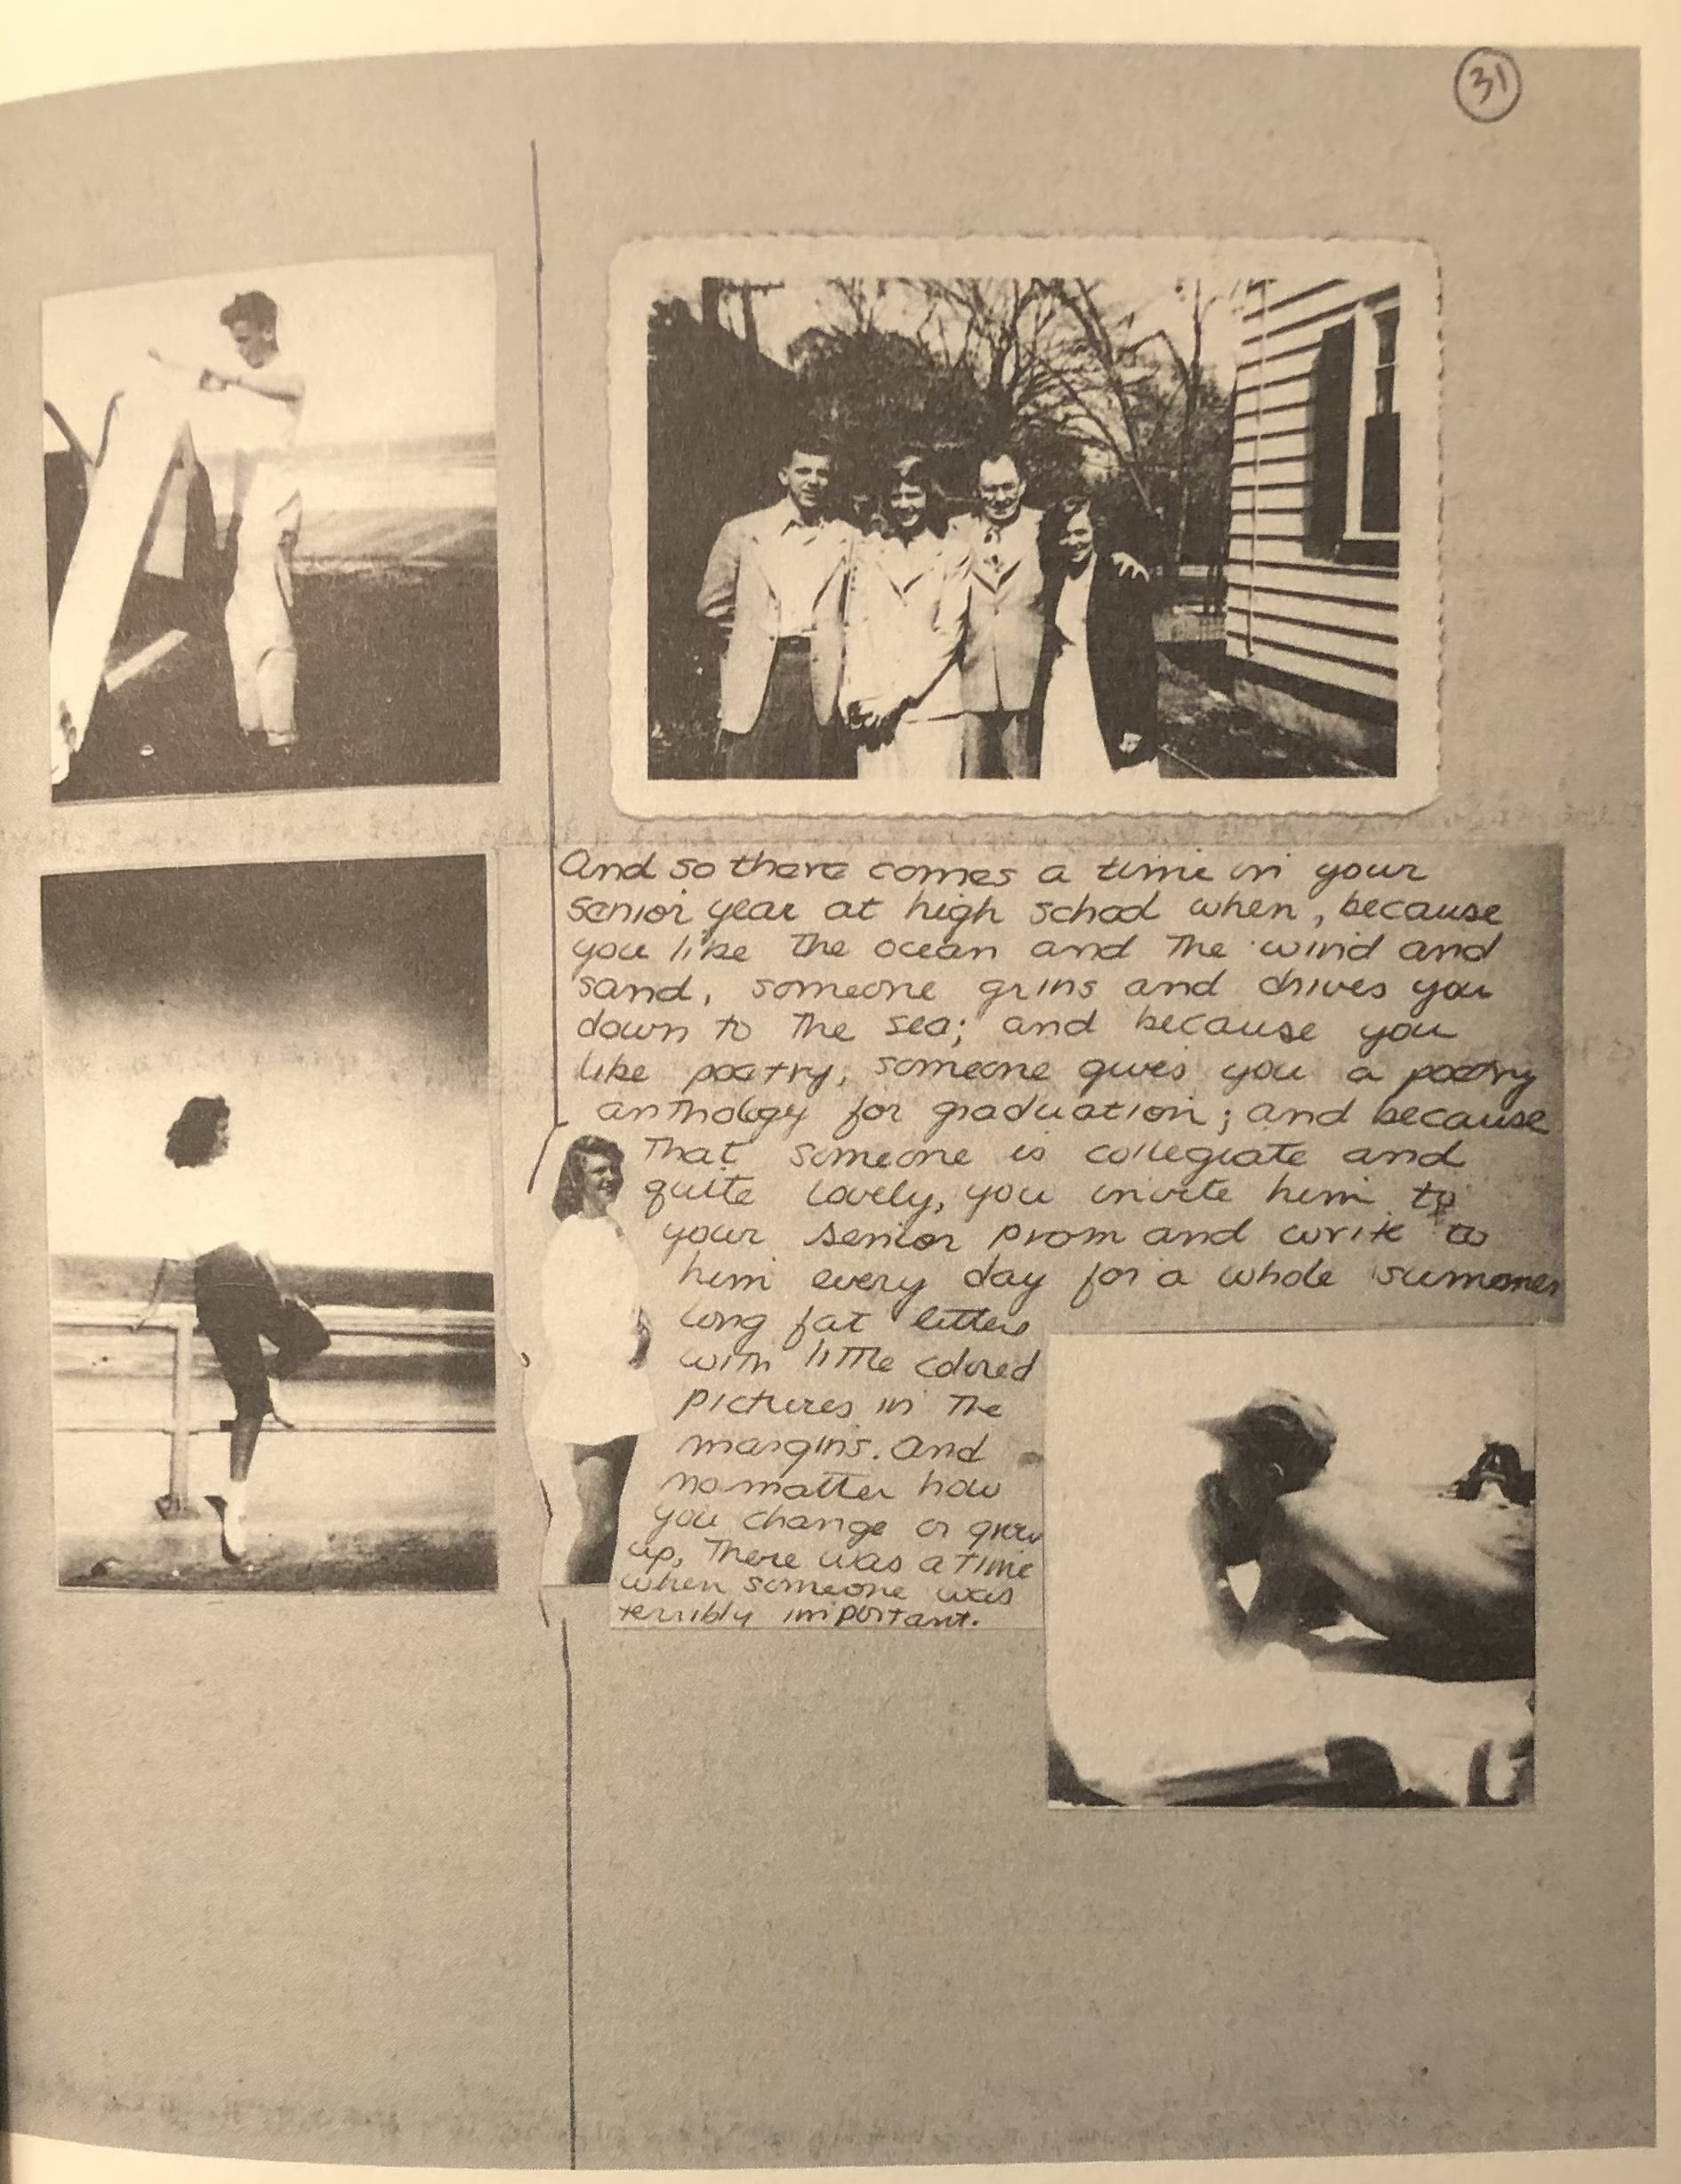 31
And so there comes a time in your
senior year at high school when, because
you like the ocean and the wind and
sand, someone grins and drives you
down to the sea; and because you
like poetry, someone gives you a poetry
anthology for graduation; and because
that someone is collegiate and
quite lovely, you invite him to
your senior prom and write to
him every day for a whole summer
long fat letters
with little colored
pictures in the
margins. And
no matter how
you change or grow
up, there was a time
when someone was
terribly important.